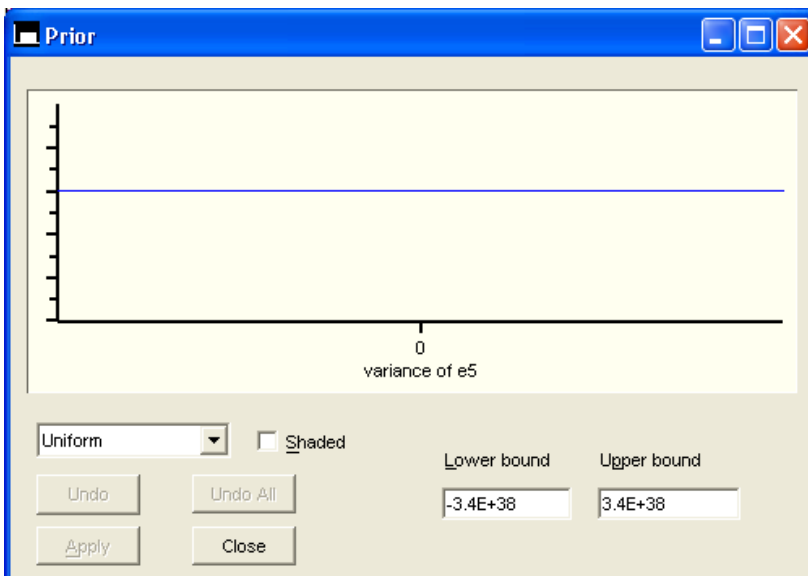 Prior
0
variance of e5
Uniform
Shaded
Lower bound
Upper bound
Undo
Undo All
-3.4E+38
3.4E+38
Apply
Close